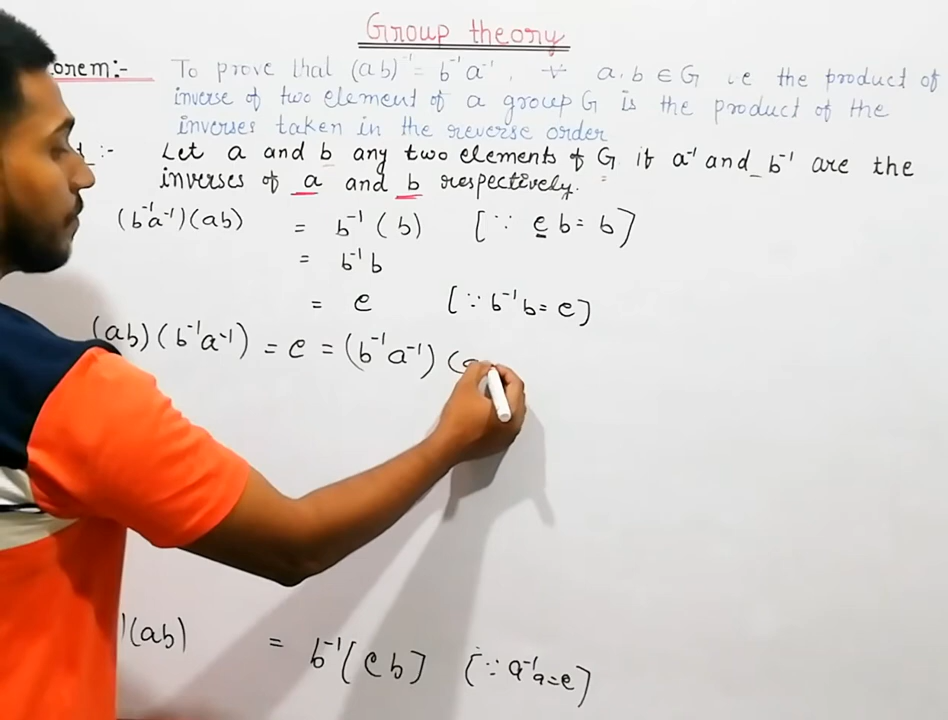 Group theory
orem:- To prove that (ab)⁻¹ = b⁻¹a⁻¹, ∀ a, b ∈ G i.e the product of
inverse of two element of a group G is the product of the
inverses taken in the reverse order
:- Let a and b any two elements of G if a⁻¹ and b⁻¹ are the
inverses of a and b respectively.
(b⁻¹a⁻¹)(ab) = b⁻¹(b) [∵ eb = b]
= b⁻¹b
= e [∵ b⁻¹b = e]
(ab)(b⁻¹a⁻¹) = e = (b⁻¹a⁻¹)(a
)(ab) = b⁻¹[eb] [∵ a⁻¹a = e]